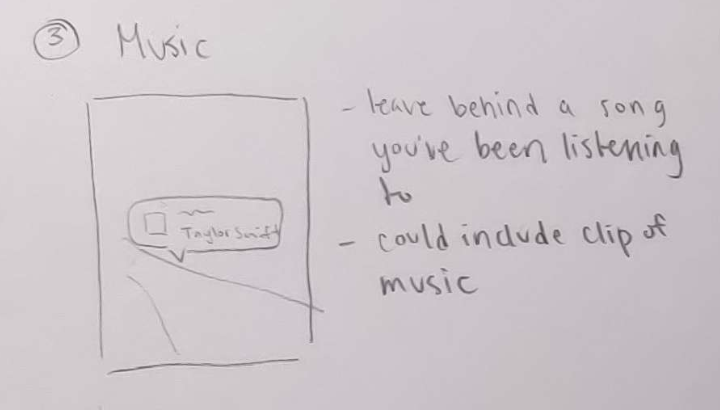 ③ Music
- leave behind a song
you've been listening
to
Taylor Swift
- could include clip of
music